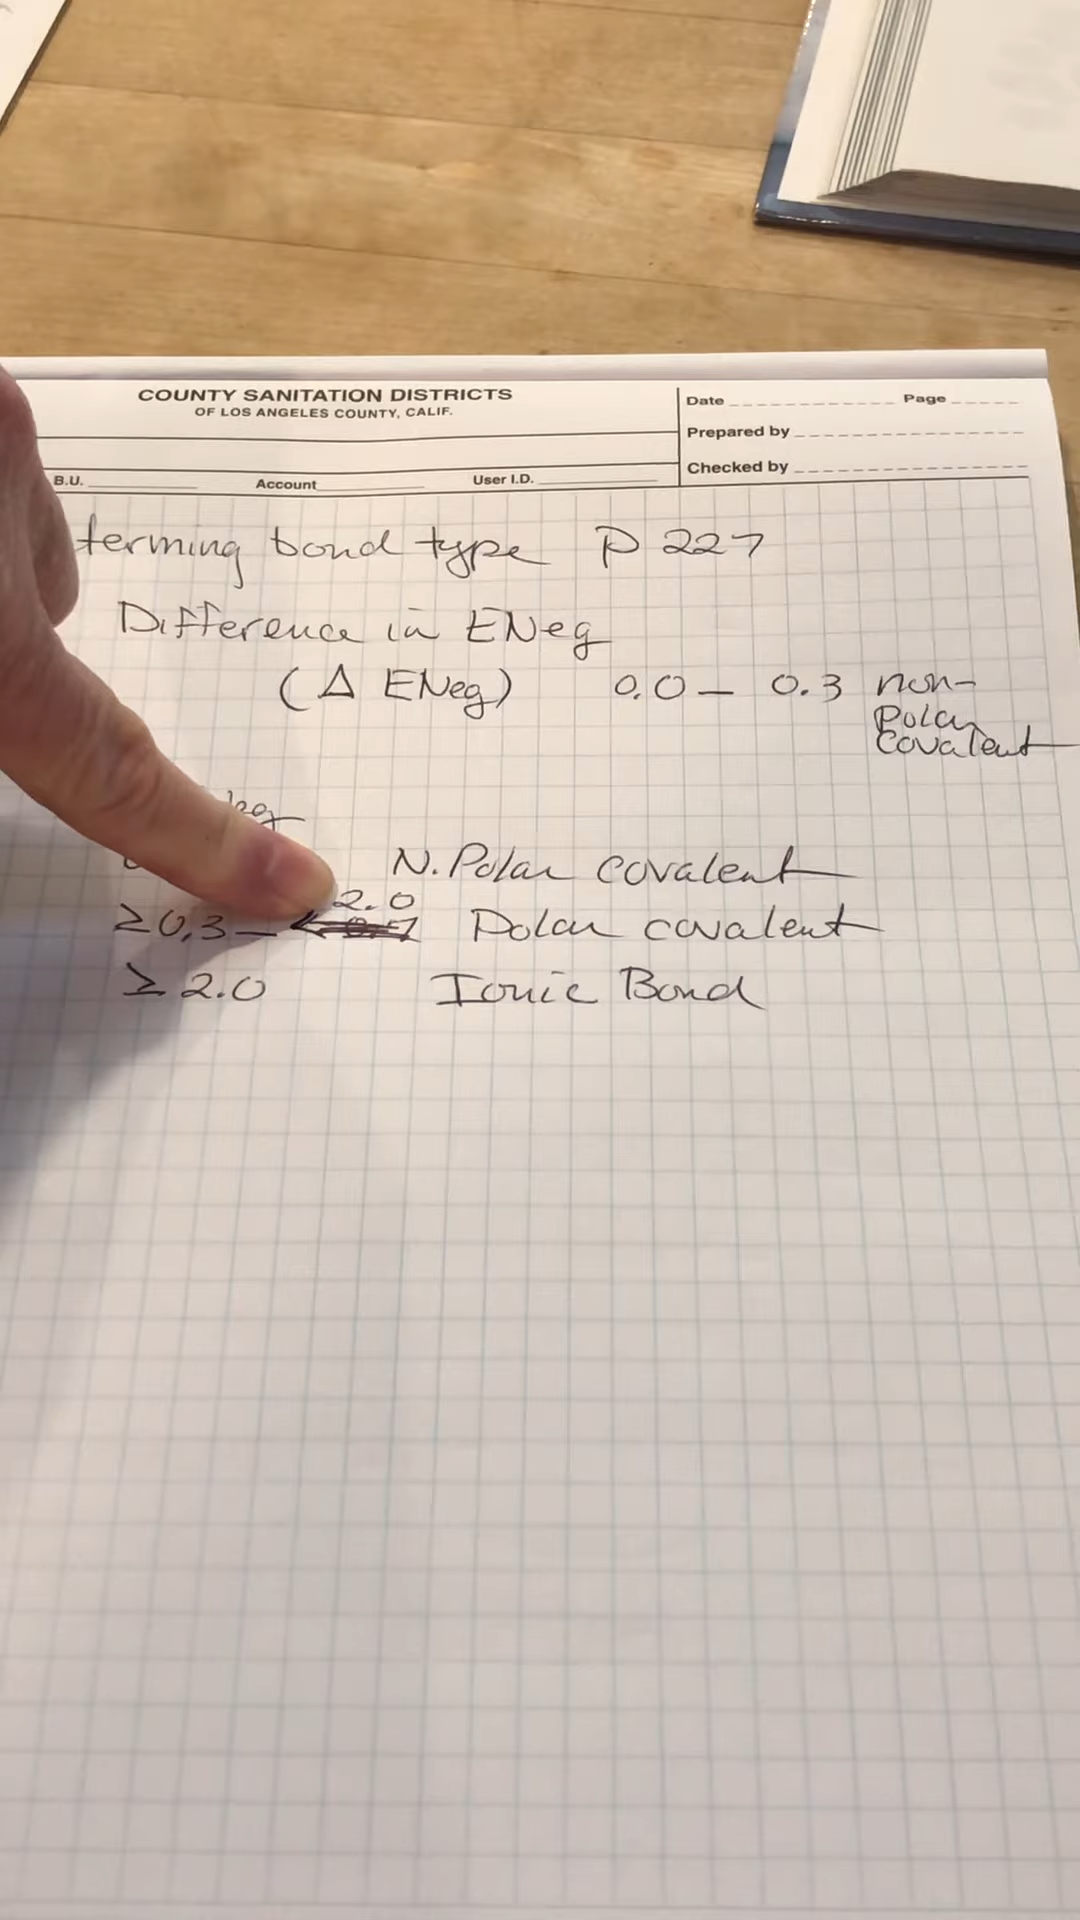 COUNTY SANITATION DISTRICTS
OF LOS ANGELES COUNTY, CALIF.
Date Page
Prepared by
Checked by
B.U. Account User I.D.
terming bond type P 227
Difference in ENeg
(Δ ENeg) 0.0 – 0.3 non-
Polar
covalent
N. Polar covalent
2.0
≥0.3 – < Polar covalent
≥ 2.0 Ionic Bond